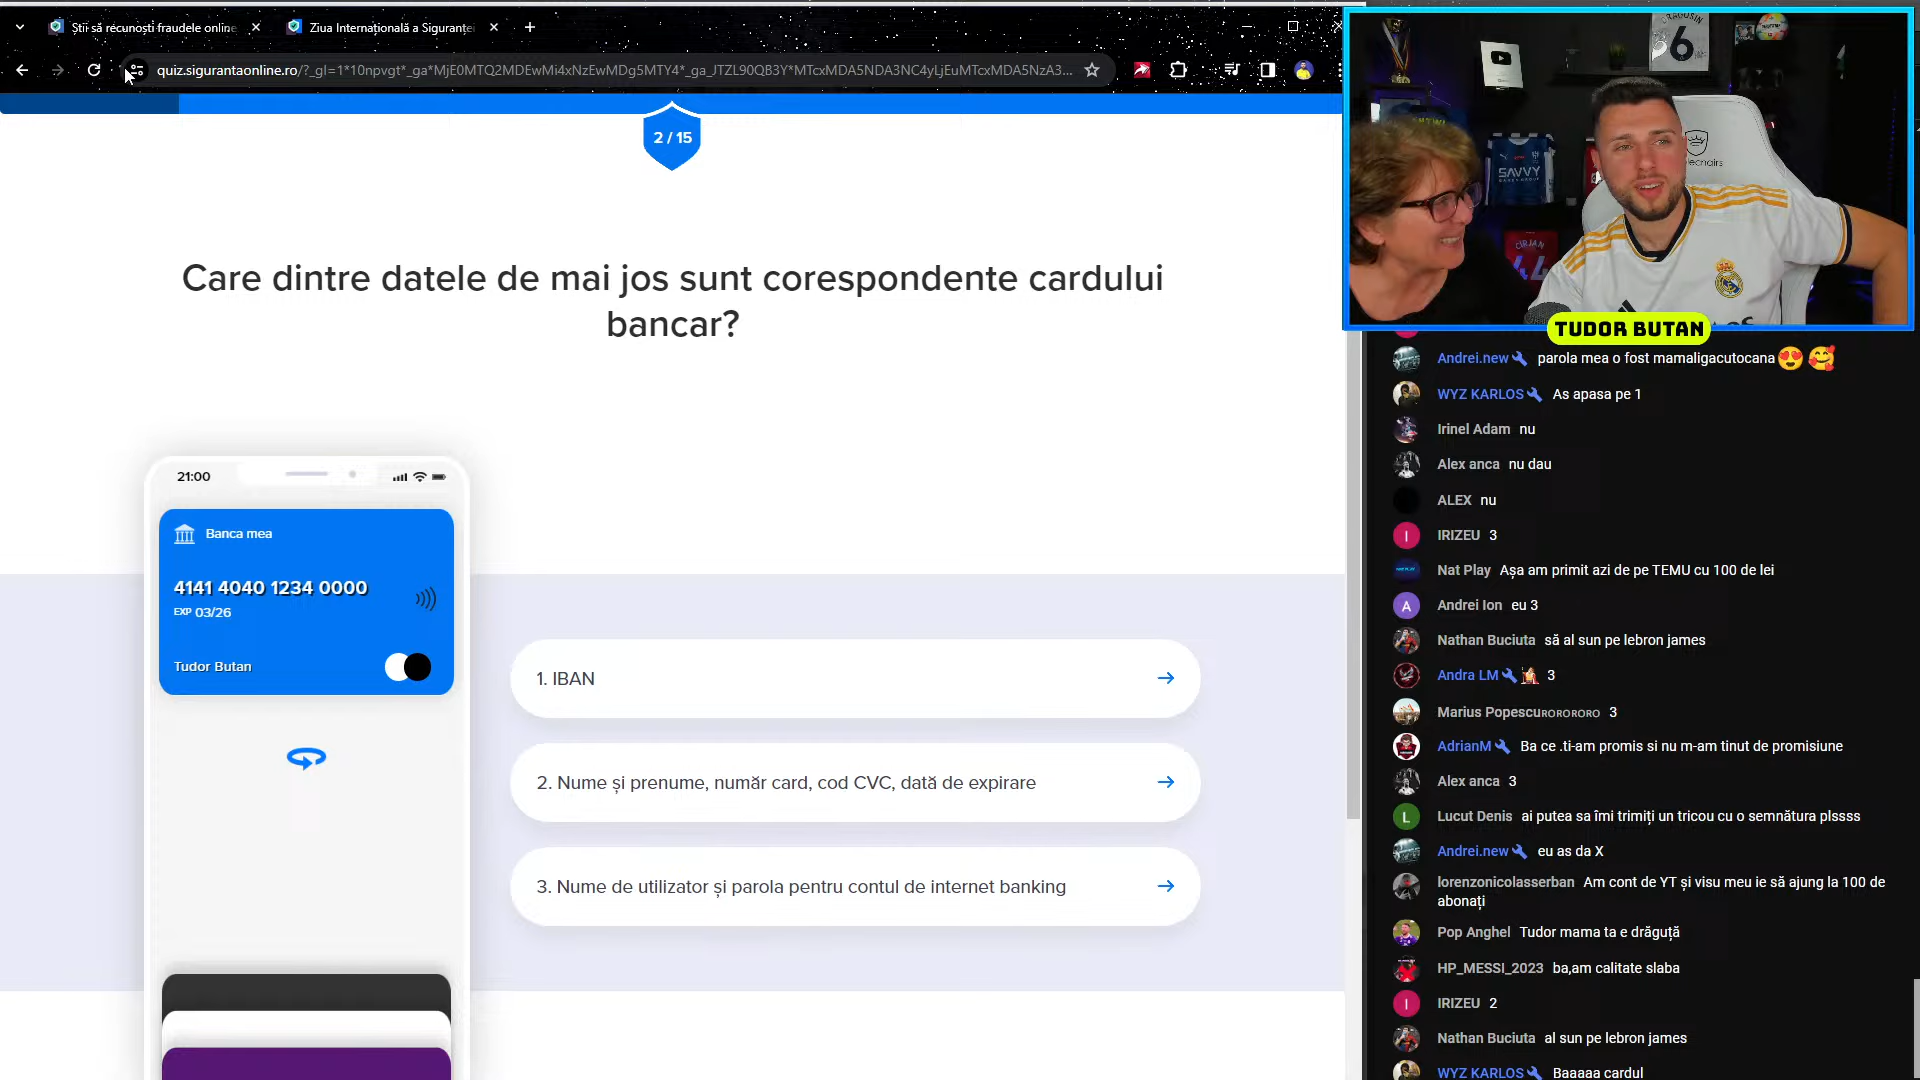 Știi să recunoști fraudele online
Ziua Internațională a Siguranței
quiz.sigurantaonline.ro/?_gl=1*10npvgt*_ga*MjE0MTQ2MDEwMi4xNzEwMDg5MTY4*_ga_JTZL90QB3Y*MTcxMDA5NDA3NC4yLjEuMTcxMDA5NzA3...
2 / 15
Care dintre datele de mai jos sunt corespondente cardului
bancar?
21:00
Banca mea
4141 4040 1234 0000
EXP 03/26
Tudor Butan
1. IBAN
2. Nume și prenume, număr card, cod CVC, dată de expirare
3. Nume de utilizator și parola pentru contul de internet banking
DRAGUSIN
6
SAVVY
CIRJAN
44
TUDOR BUTAN
Andrei.new parola mea o fost mamaligacutocana😍 🥰
WYZ KARLOS As apasa pe 1
Irinel Adam nu
Alex anca nu dau
ALEX nu
I IRIZEU 3
Nat Play Așa am primit azi de pe TEMU cu 100 de lei
A Andrei Ion eu 3
Nathan Buciuta să al sun pe lebron james
Andra LM 3
Marius Popescuʀᴏʀᴏʀᴏʀᴏ 3
AdrianM Ba ce .ti-am promis si nu m-am tinut de promisiune
Alex anca 3
L Lucut Denis ai putea sa îmi trimiți un tricou cu o semnătura plssss
Andrei.new eu as da X
lorenzonicolasserban Am cont de YT și visu meu ie să ajung la 100 de
abonați
Pop Anghel Tudor mama ta e drăguță
HP_MESSI_2023 ba,am calitate slaba
I IRIZEU 2
Nathan Buciuta al sun pe lebron james
WYZ KARLOS Baaaaa cardul